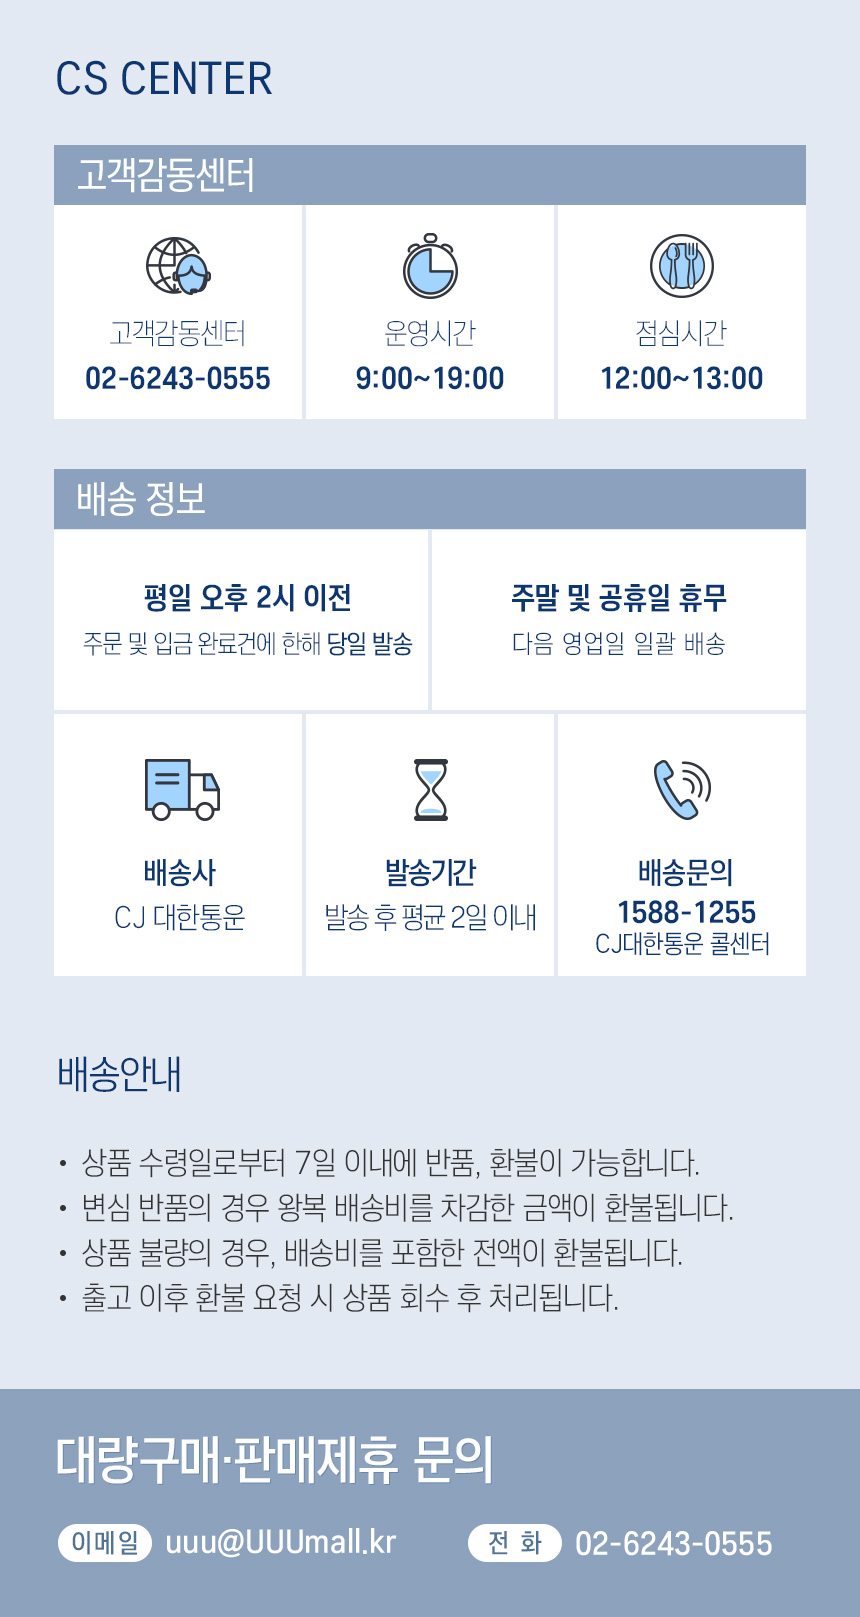 CS CENTER
고객감동센터
고객감동센터
02-6243-0555
운영시간
9:00~19:00
점심시간
12:00~13:00
배송 정보
평일 오후 2시 이전
주문 및 입금 완료건에 한해 당일 발송
주말 및 공휴일 휴무
다음 영업일 일괄 배송
배송사
CJ 대한통운
발송기간
발송 후 평균 2일 이내
배송문의
1588-1255
CJ대한통운 콜센터
배송안내
• 상품 수령일로부터 7일 이내에 반품, 환불이 가능합니다.
• 변심 반품의 경우 왕복 배송비를 차감한 금액이 환불됩니다.
• 상품 불량의 경우, 배송비를 포함한 전액이 환불됩니다.
• 출고 이후 환불 요청 시 상품 회수 후 처리됩니다.
대량구매·판매제휴 문의
이메일 uuu@UUUmall.kr
전 화 02-6243-0555